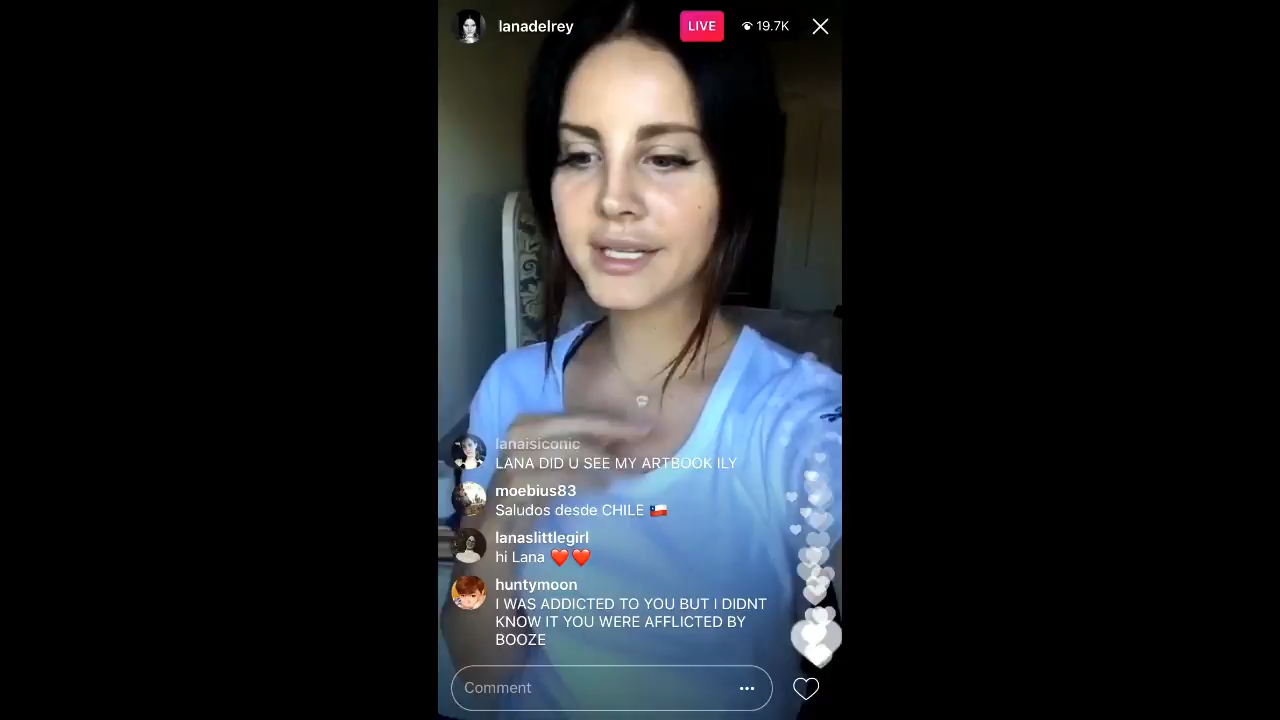 lanadelrey
LIVE
19.7K
lanaisiconic
LANA DID U SEE MY ARTBOOK ILY
moebius83
Saludos desde CHILE 🇨🇱
lanaslittlegirl
hi Lana ❤️❤️
huntymoon
I WAS ADDICTED TO YOU BUT I DIDNT
KNOW IT YOU WERE AFFLICTED BY
BOOZE
Comment